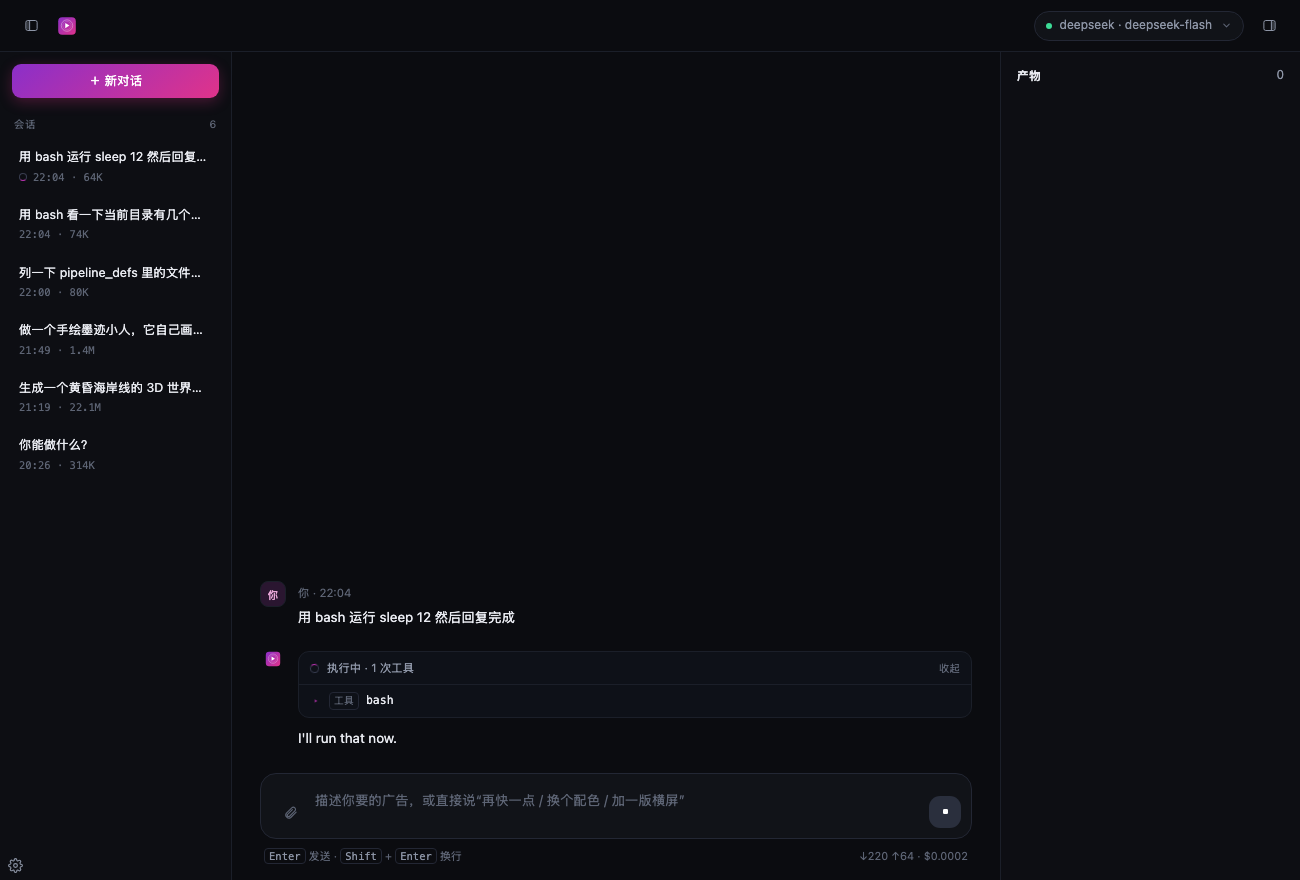 deepseek · deepseek-flash
+ 新对话
会话 6
用 bash 运行 sleep 12 然后回复...
22:04 · 64K
用 bash 看一下当前目录有几个...
22:04 · 74K
列一下 pipeline_defs 里的文件...
22:00 · 80K
做一个手绘墨迹小人，它自己画...
21:49 · 1.4M
生成一个黄昏海岸线的 3D 世界...
21:19 · 22.1M
你能做什么?
20:26 · 314K
你 你 · 22:04
用 bash 运行 sleep 12 然后回复完成
执行中 · 1 次工具 收起
工具 bash
I'll run that now.
描述你要的广告，或直接说“再快一点 / 换个配色 / 加一版横屏”
Enter 发送 · Shift + Enter 换行 ↓220 ↑64 · $0.0002
产物 0